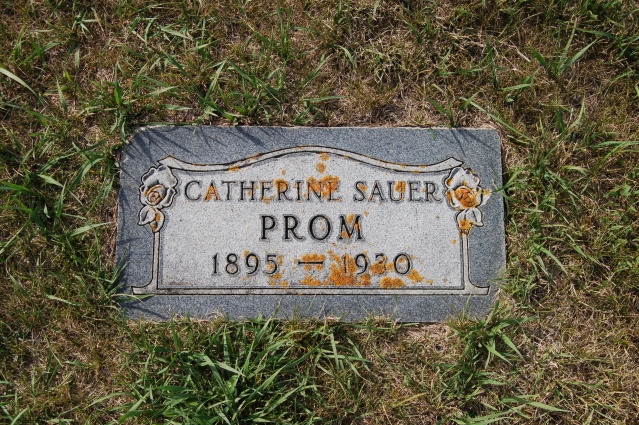 CATHERINE SAUER
PROM
1895 — 1930